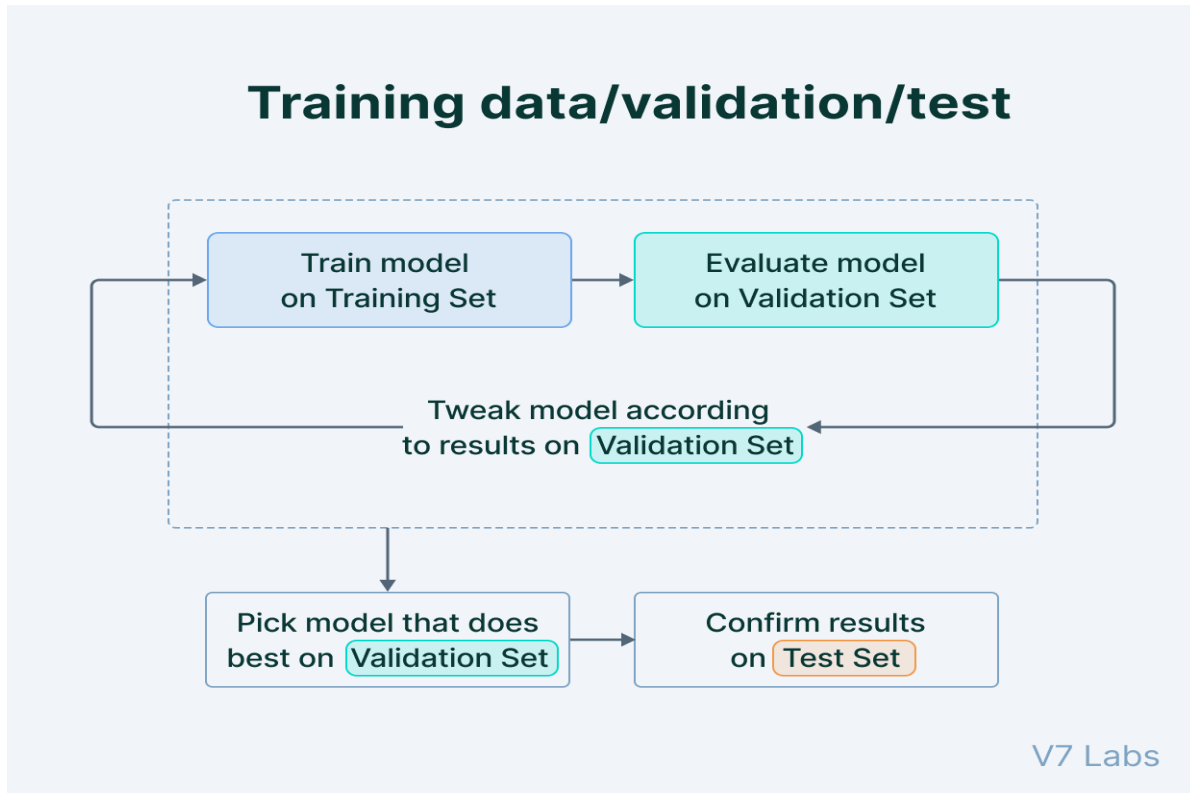 Training data/validation/test
Train model
on Training Set
Evaluate model
on Validation Set
Tweak model according
to results on Validation Set
Pick model that does
best on Validation Set
Confirm results
on Test Set
V7 Labs